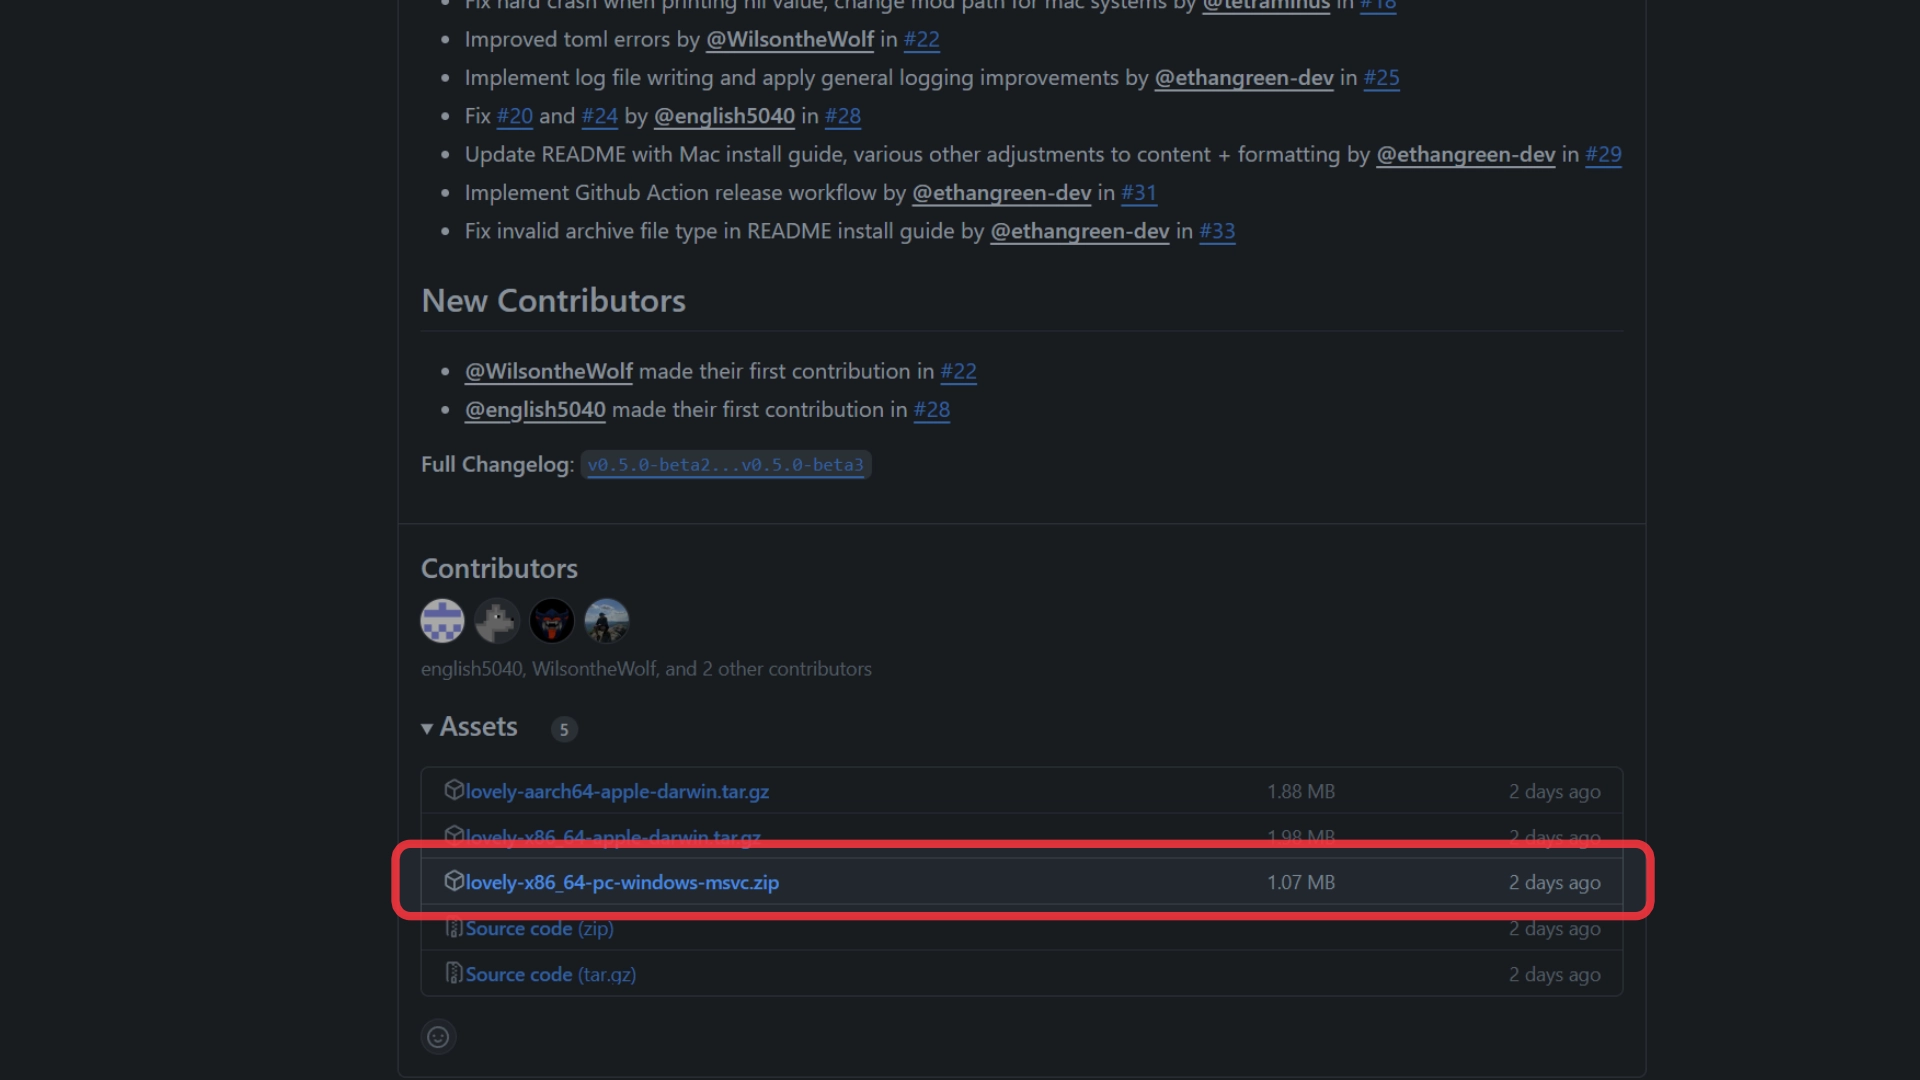 Fix hard crash when printing nil value, change mod path for mac systems by @tetraminus in #18
Improved toml errors by @WilsontheWolf in #22
Implement log file writing and apply general logging improvements by @ethangreen-dev in #25
Fix #20 and #24 by @english5040 in #28
Update README with Mac install guide, various other adjustments to content + formatting by @ethangreen-dev in #29
Implement Github Action release workflow by @ethangreen-dev in #31
Fix invalid archive file type in README install guide by @ethangreen-dev in #33
New Contributors
@WilsontheWolf made their first contribution in #22
@english5040 made their first contribution in #28
Full Changelog: v0.5.0-beta2...v0.5.0-beta3
Contributors
english5040, WilsontheWolf, and 2 other contributors
Assets 5
lovely-aarch64-apple-darwin.tar.gz 1.88 MB 2 days ago
lovely-x86_64-apple-darwin.tar.gz 1.98 MB 2 days ago
lovely-x86_64-pc-windows-msvc.zip 1.07 MB 2 days ago
Source code (zip) 2 days ago
Source code (tar.gz) 2 days ago